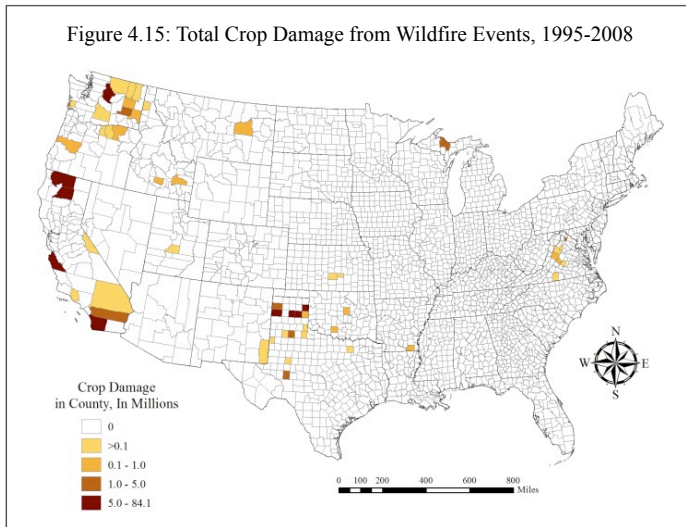 Figure 4.15: Total Crop Damage from Wildfire Events, 1995-2008
N
W
E
S
Crop Damage
in County, In Millions
0
>0.1
0.1 - 1.0
1.0 - 5.0
5.0 - 84.1
0 100 200 400 600 800
Miles